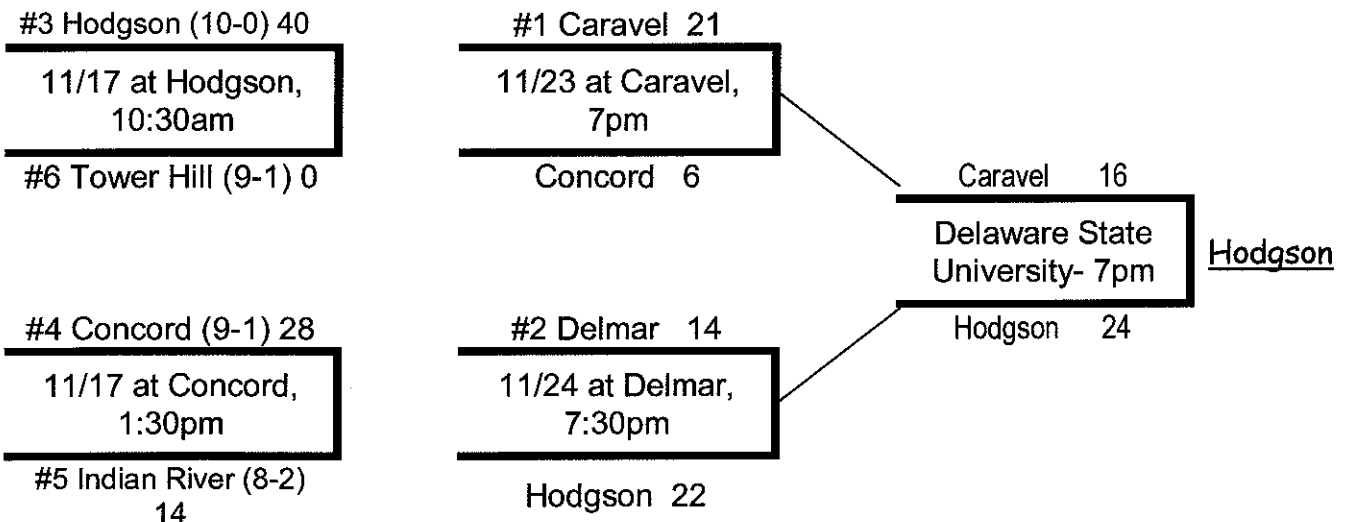 #3 Hodgson (10-0) 40
11/17 at Hodgson,
10:30am
#6 Tower Hill (9-1) 0
#4 Concord (9-1) 28
11/17 at Concord,
1:30pm
#5 Indian River (8-2)
14
#1 Caravel 21
11/23 at Caravel,
7pm
Concord 6
#2 Delmar 14
11/24 at Delmar,
7:30pm
Hodgson 22
Caravel 16
Delaware State
University- 7pm
Hodgson 24
Hodgson